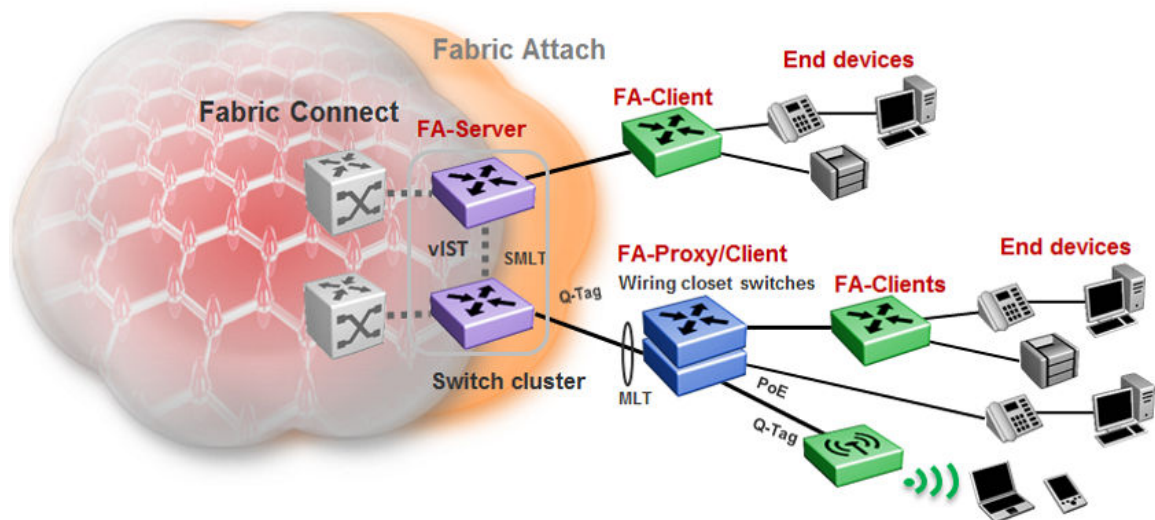 Fabric Attach
End devices
FA-Client
Fabric Connect
FA-Server
vIST
SMLT
FA-Proxy/Client
Wiring closet switches
End devices
FA-Clients
Q-Tag
Switch cluster
MLT
PoE
Q-Tag